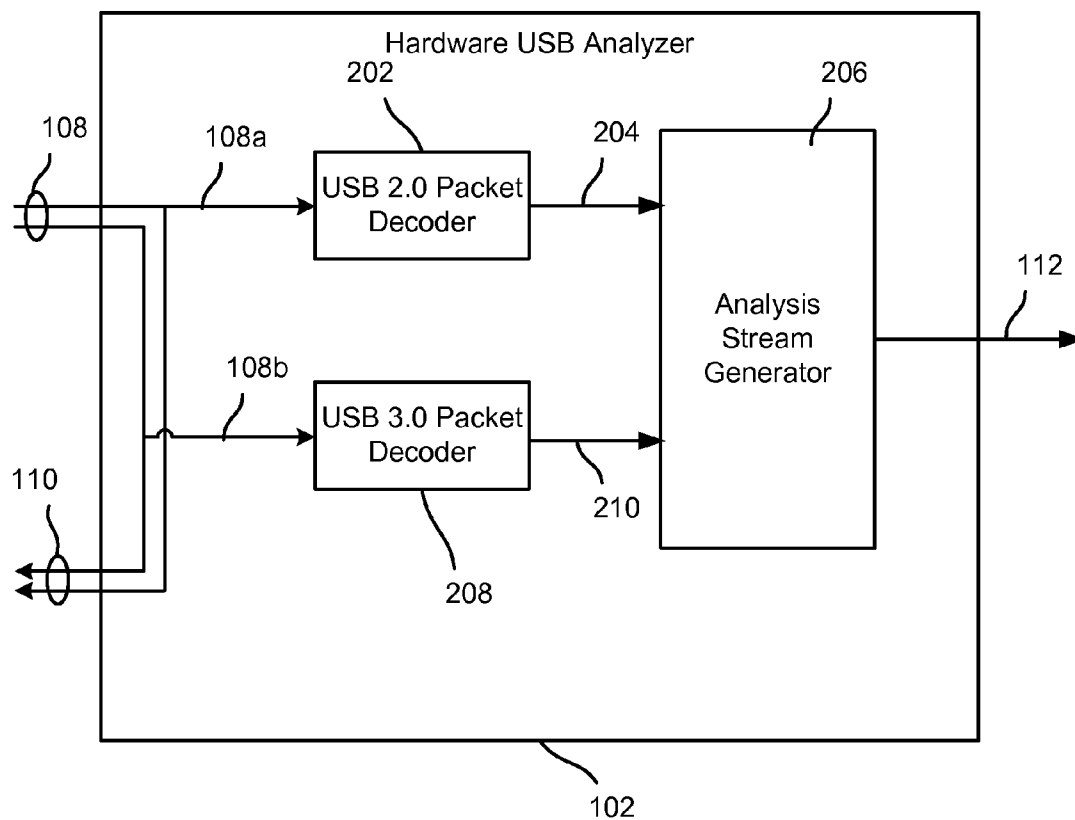 Hardware USB Analyzer
202
206
108
108a
204
USB 2.0 Packet
Decoder
112
Analysis
Stream
Generator
108b
USB 3.0 Packet
Decoder
110
210
208
102